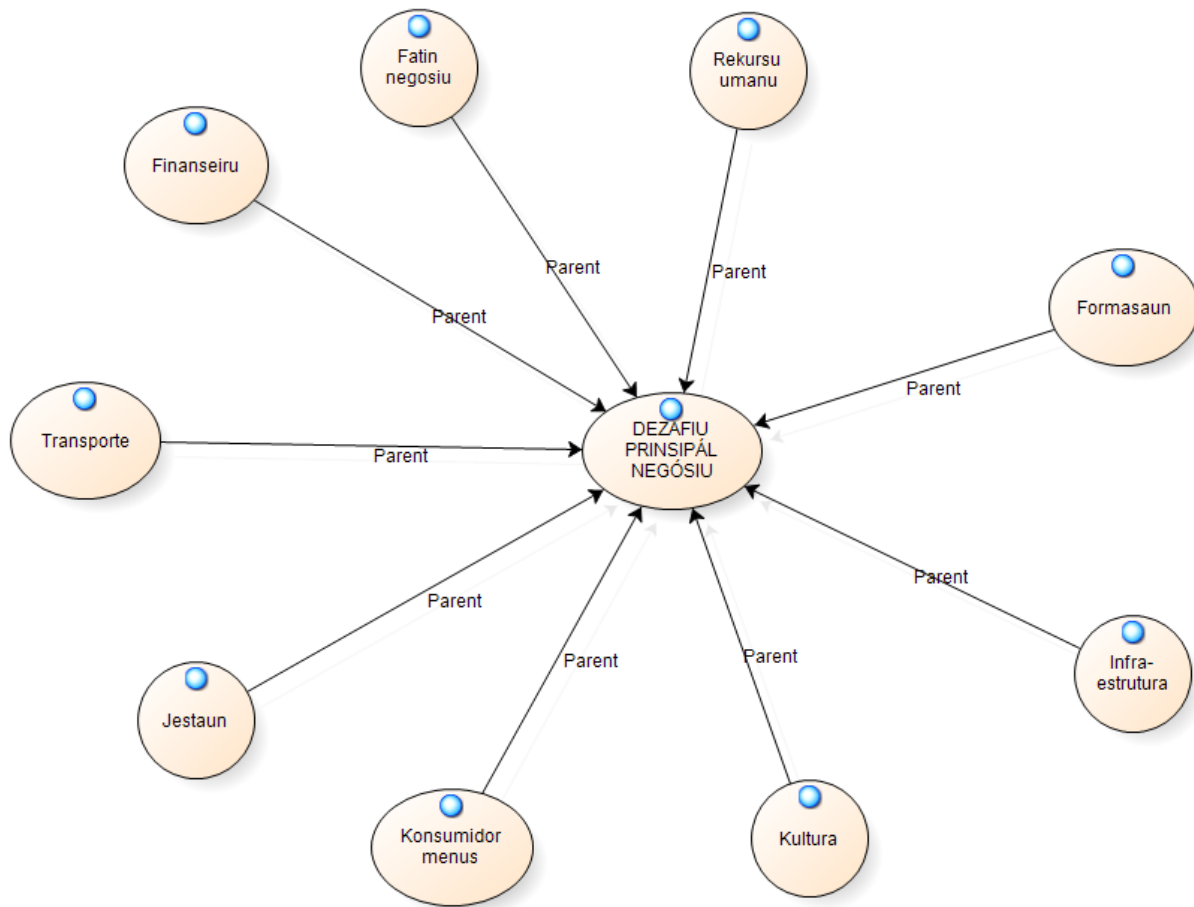 Fatin
negosiu
Rekursu
umanu
Finanseiru
Parent
Parent
Parent
Formasaun
Parent
Transporte
Parent
DEZAFIU
PRINSIPÁL
NEGÓSIU
Parent
Parent
Parent
Parent
Infra-
estrutura
Jestaun
Konsumidor
menus
Kultura